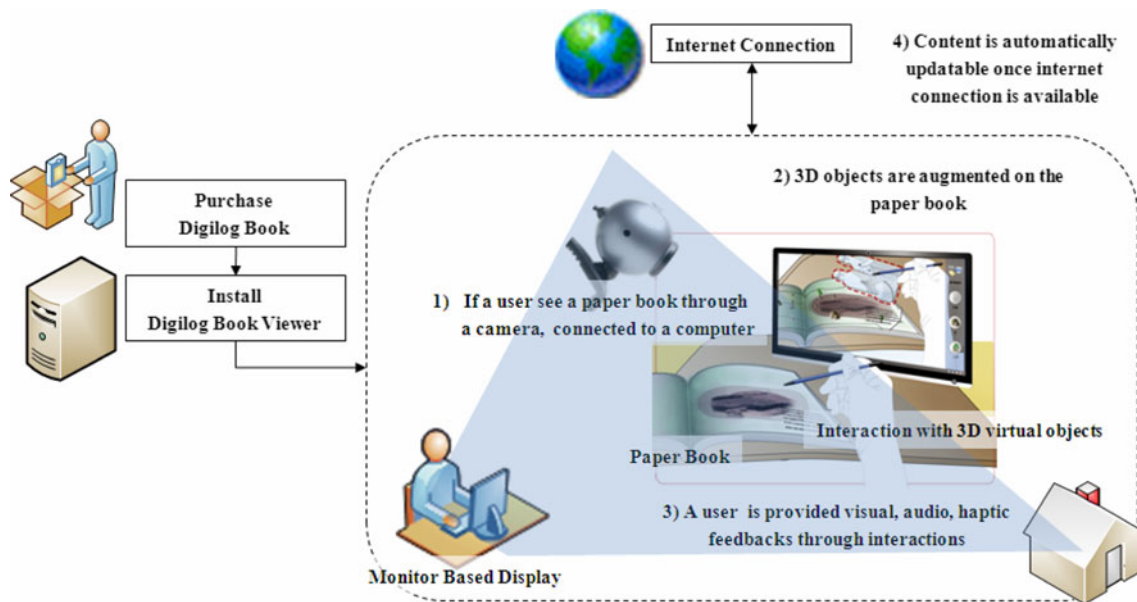 Internet Connection
4) Content is automatically
updatable once internet
connection is available
Purchase
Digilog Book
Install
Digilog Book Viewer
2) 3D objects are augmented on the
paper book
1) If a user see a paper book through
a camera, connected to a computer
Interaction with 3D virtual objects
Paper Book
3) A user is provided visual, audio, haptic
feedbacks through interactions
Monitor Based Display